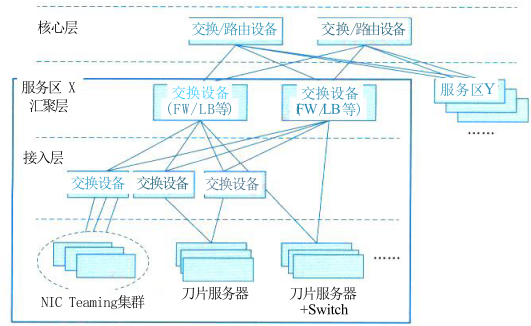 核心层
交换/路由设备
交换/路由设备
服务区 X
汇聚层
交换设备
(FW/LB等)
交换设备
(FW/LB等)
服务区Y
……
接入层
交换设备
交换设备
交换设备
……
NIC Teaming集群
刀片服务器
刀片服务器
+Switch